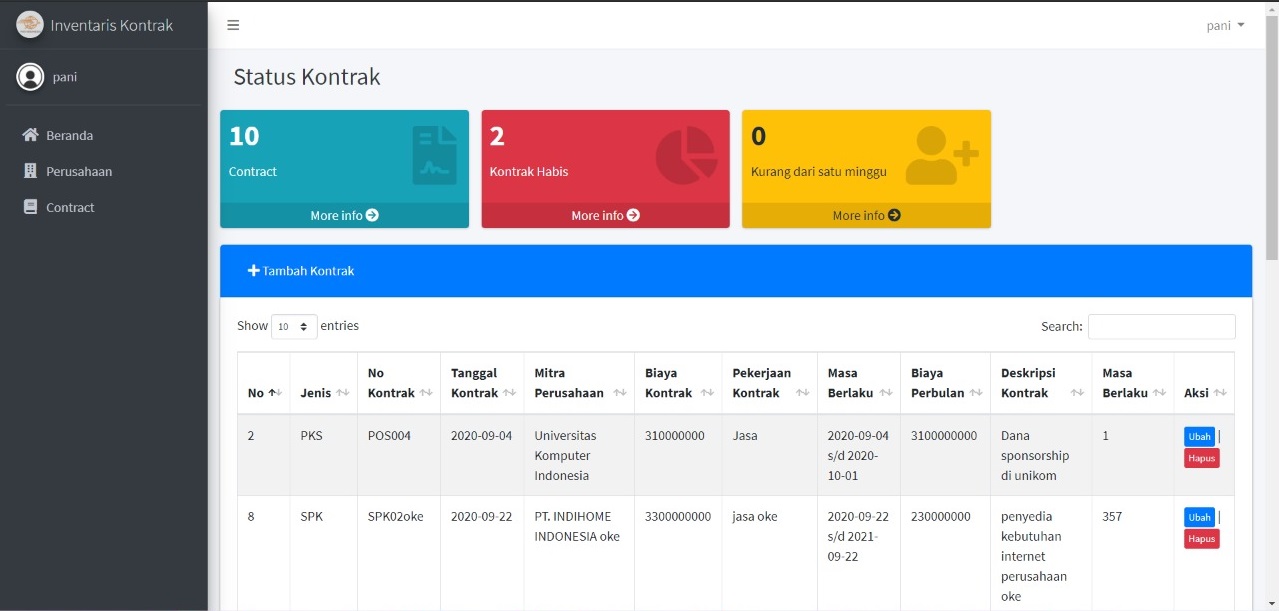 Inventaris Kontrak
pani
pani
Beranda
Perusahaan
Contract
Status Kontrak
10
Contract
More info
2
Kontrak Habis
More info
0
Kurang dari satu minggu
More info
Tambah Kontrak
Show 10 entries
Search:
No
Jenis
No
Kontrak
Tanggal
Kontrak
Mitra
Perusahaan
Biaya
Kontrak
Pekerjaan
Kontrak
Masa
Berlaku
Biaya
Perbulan
Deskripsi
Kontrak
Masa
Berlaku
Aksi
2
PKS
POS004
2020-09-04
Universitas
Komputer
Indonesia
310000000
Jasa
2020-09-04
s/d 2020-
10-01
3100000000
Dana
sponsorship
di unikom
1
Ubah |
Hapus
8
SPK
SPK02oke
2020-09-22
PT. INDIHOME
INDONESIA oke
3300000000
jasa oke
2020-09-22
s/d 2021-
09-22
230000000
penyedia
kebutuhan
internet
perusahaan
oke
357
Ubah |
Hapus